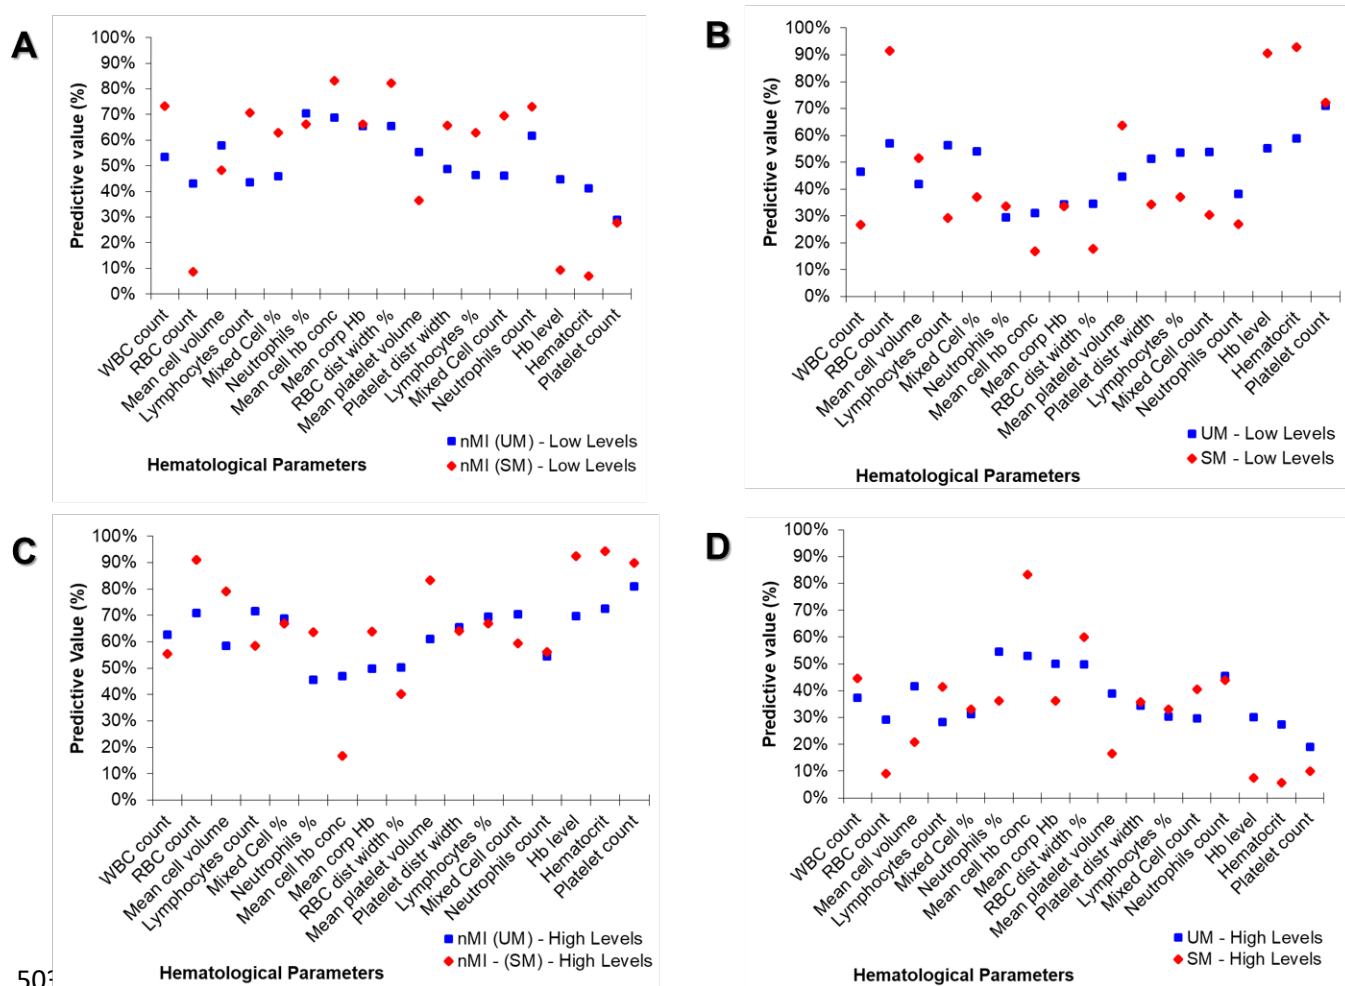 A
100%
90%
80%
70%
60%
50%
40%
30%
20%
10%
0%
Predictive value (%)
WBC count
RBC count
Mean cell volume
Lymphocytes count
Mixed Cell %
Neutrophils %
Mean cell hb conc
Mean corp Hb
RBC dist width %
Mean platelet volume
Platelet distr width
Lymphocytes %
Mixed Cell count
Neutrophils count
Hb level
Hematocrit
Platelet count
Hematological Parameters
nMI (UM) - Low Levels
nMI (SM) - Low Levels
B
100%
90%
80%
70%
60%
50%
40%
30%
20%
10%
0%
Predictive value (%)
WBC count
RBC count
Mean cell volume
Lymphocytes count
Mixed Cell %
Neutrophils %
Mean cell hb conc
Mean corp Hb
RBC dist width %
Mean platelet volume
Platelet distr width
Lymphocytes %
Mixed Cell count
Neutrophils count
Hb level
Hematocrit
Platelet count
UM - Low Levels
SM - Low Levels
Hematological Parameters
C
100%
90%
80%
70%
60%
50%
40%
30%
20%
10%
0%
Predictive Value (%)
WBC count
RBC count
Mean cell volume
Lymphocytes count
Mixed Cell %
Neutrophils %
Mean cell hb conc
Mean corp Hb
RBC dist width %
Mean platelet volume
Platelet distr width
Lymphocytes %
Mixed Cell count
Neutrophils count
Hb level
Hematocrit
Platelet count
nMI (UM) - High Levels
nMI - (SM) - High Levels
Hematological Parameters
D
100%
90%
80%
70%
60%
50%
40%
30%
20%
10%
0%
Predictive value (%)
WBC count
RBC count
Mean cell volume
Lymphocytes count
Mixed Cell %
Neutrophils %
Mean cell hb conc
Mean corp Hb
RBC dist width %
Mean platelet volume
Platelet distr width
Lymphocytes %
Mixed Cell count
Neutrophils count
Hb level
Hematocrit
Platelet count
UM - High Levels
SM - High Levels
Hematological Parameters